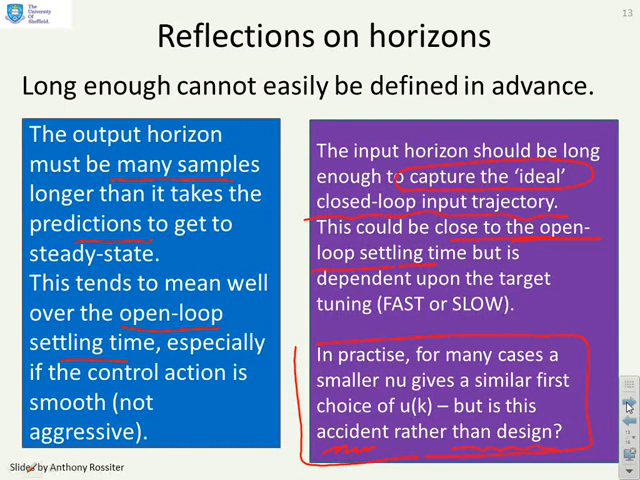 The
University
Of
Sheffield.
13
Reflections on horizons
Long enough cannot easily be defined in advance.
The output horizon
must be many samples
longer than it takes the
predictions to get to
steady-state.
This tends to mean well
over the open-loop
settling time, especially
if the control action is
smooth (not
aggressive).
The input horizon should be long
enough to capture the ‘ideal’
closed-loop input trajectory.
This could be close to the open-
loop settling time but is
dependent upon the target
tuning (FAST or SLOW).
In practise, for many cases a
smaller nu gives a similar first
choice of u(k) – but is this
accident rather than design?
Slides by Anthony Rossiter